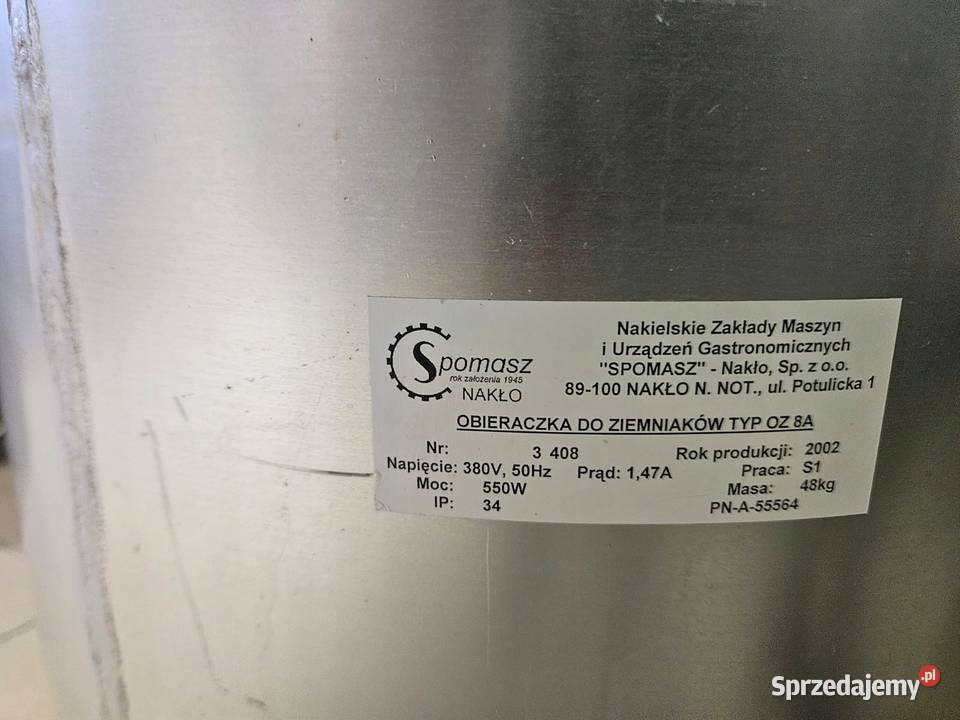 Spomasz
rok założenia 1945
NAKŁO
Nakielskie Zakłady Maszyn
i Urządzeń Gastronomicznych
"SPOMASZ" - Nakło, Sp. z o.o.
89-100 NAKŁO N. NOT., ul. Potulicka 1
OBIERACZKA DO ZIEMNIAKÓW TYP OZ 8A
Nr: 3 408 Rok produkcji: 2002
Napięcie: 380V, 50Hz Prąd: 1,47A Praca: S1
Moc: 550W Masa: 48kg
IP: 34 PN-A-55564
Sprzedajemy.pl